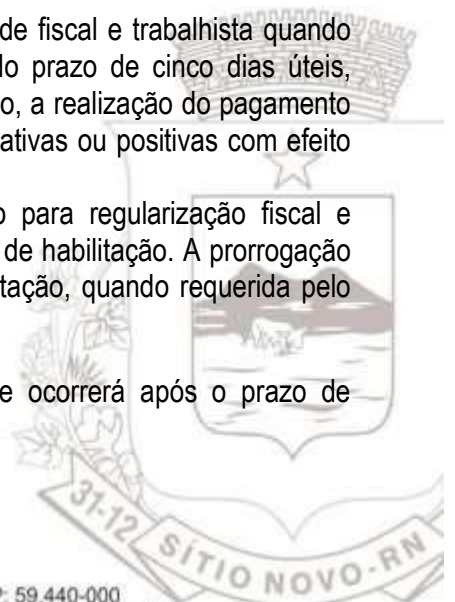 de fiscal e trabalhista quando
lo prazo de cinco dias úteis,
o, a realização do pagamento
ativas ou positivas com efeito
o para regularização fiscal e
de habilitação. A prorrogação
tação, quando requerida pelo
e ocorrerá após o prazo de
31-12 SÍTIO NOVO-RN
: 59.440-000